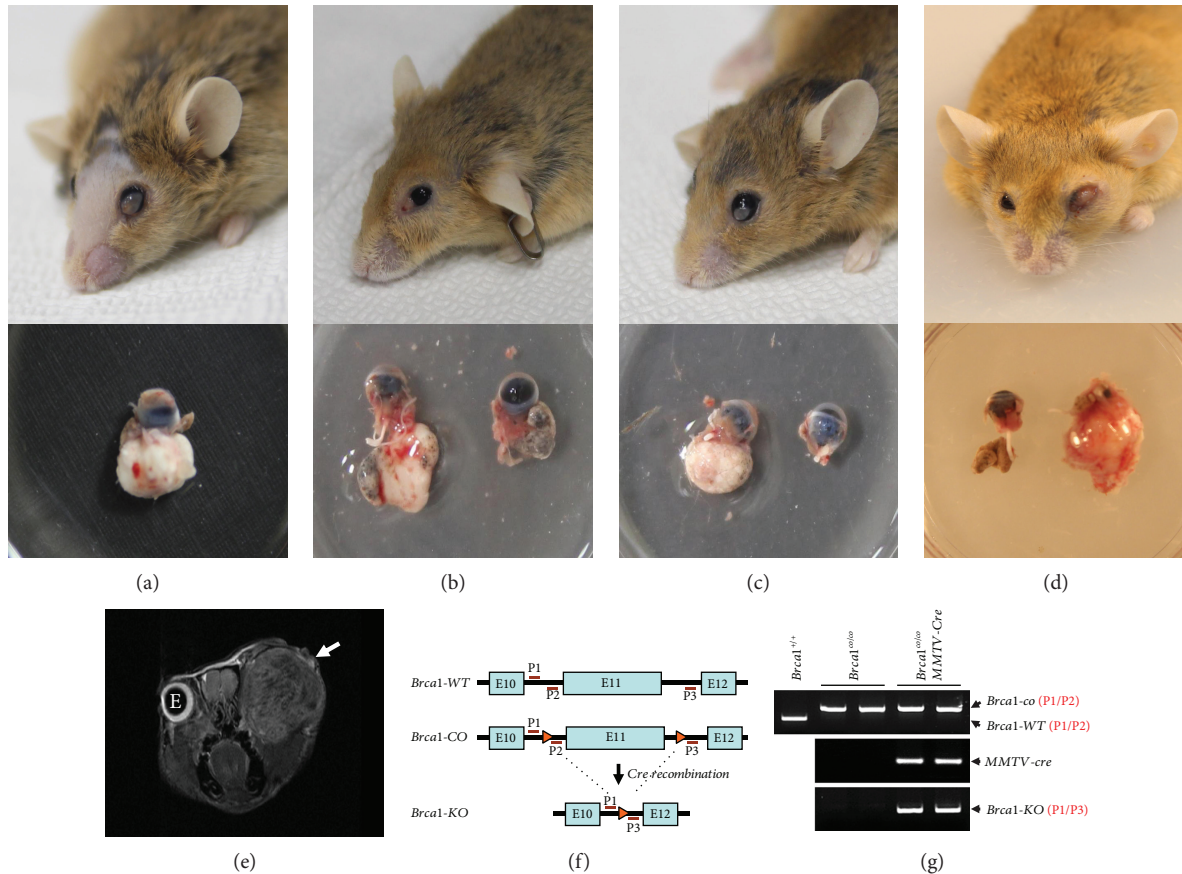 (a)
(b)
(c)
(d)
E
(e)
P1
Brca1-WT
E10
E11
E12
P2
P3
P1
Brca1-CO
E10
E11
E12
P2
P3
Cre recombination
P1
Brca1-KO
E10
E12
P3
(f)
Brca1+/+
Brca1co/co
Brca1co/co
MMTV-Cre
Brca1-co (P1/P2)
Brca1-WT (P1/P2)
MMTV-cre
Brca1-KO (P1/P3)
(g)